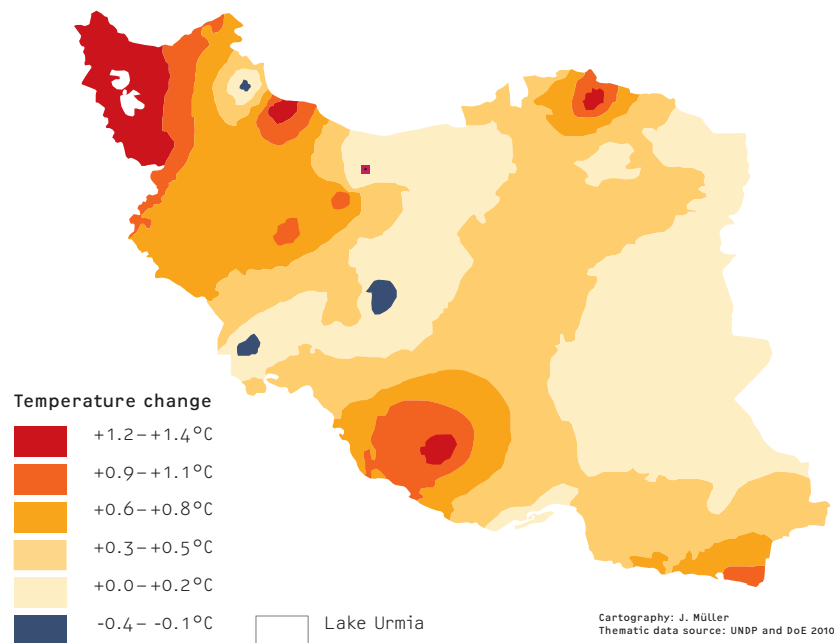 Temperature change
+1.2–+1.4°C
+0.9–+1.1°C
+0.6–+0.8°C
+0.3–+0.5°C
+0.0–+0.2°C
-0.4– -0.1°C
Lake Urmia
Cartography: J. Müller
Thematic data source: UNDP and DoE 2010